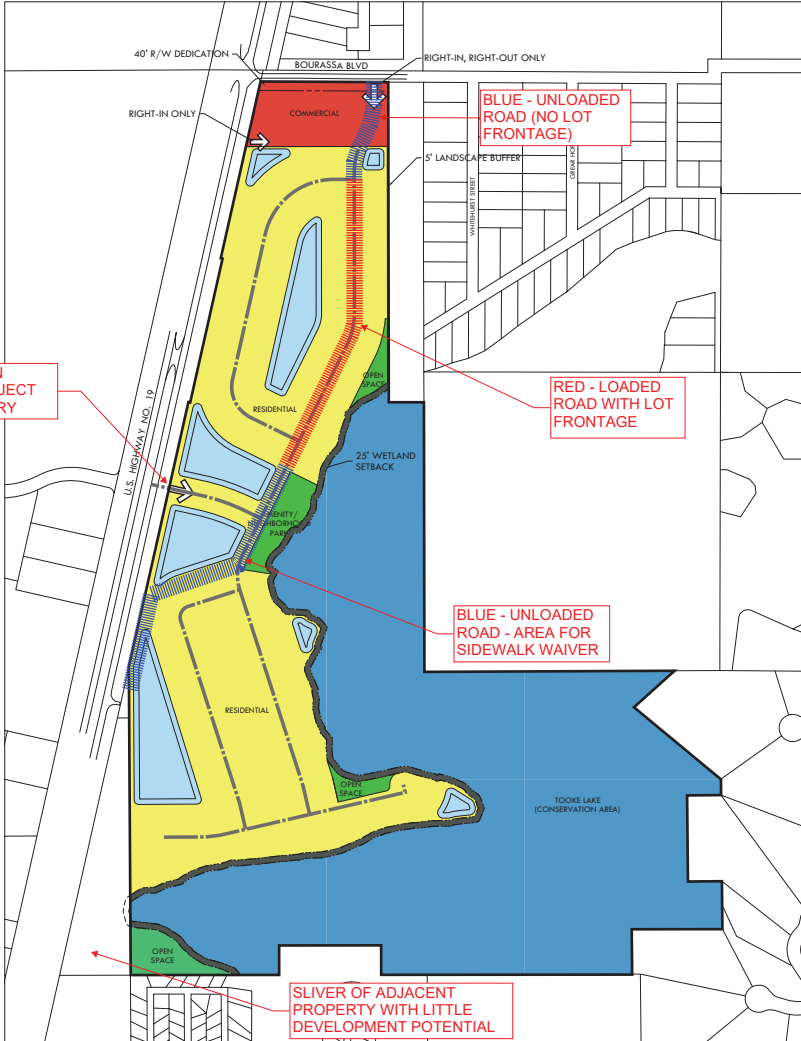 40' R/W DEDICATION
BOURASSA BLVD
RIGHT-IN, RIGHT-OUT ONLY
RIGHT-IN ONLY
COMMERCIAL
BLUE - UNLOADED
ROAD (NO LOT
FRONTAGE)
5' LANDSCAPE BUFFER
WHITEHURST STREET
U.S. HIGHWAY NO. 19
OPEN
SPACE
RESIDENTIAL
RED - LOADED
ROAD WITH LOT
FRONTAGE
25' WETLAND
SETBACK
PARK
BLUE - UNLOADED
ROAD - AREA FOR
SIDEWALK WAIVER
RESIDENTIAL
OPEN
SPACE
TOOKE LAKE
(CONSERVATION AREA)
OPEN
SPACE
SLIVER OF ADJACENT
PROPERTY WITH LITTLE
DEVELOPMENT POTENTIAL